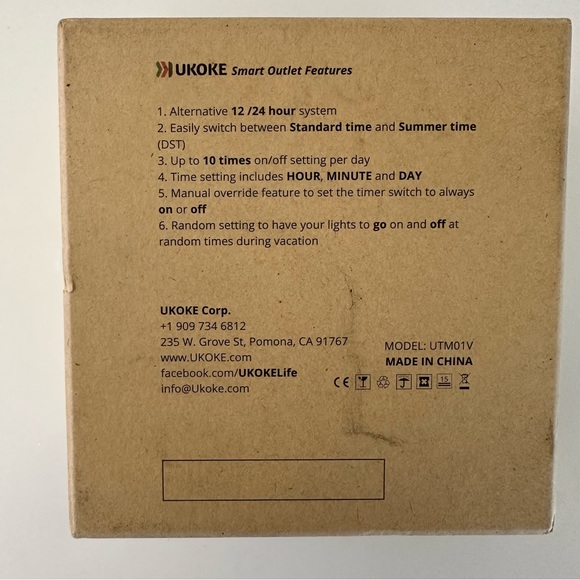 UKOKE Smart Outlet Features
1. Alternative 12 /24 hour system
2. Easily switch between Standard time and Summer time
(DST)
3. Up to 10 times on/off setting per day
4. Time setting includes HOUR, MINUTE and DAY
5. Manual override feature to set the timer switch to always
on or off
6. Random setting to have your lights to go on and off at
random times during vacation
UKOKE Corp.
+1 909 734 6812
235 W. Grove St, Pomona, CA 91767
www.UKOKE.com
facebook.com/UKOKELife
info@Ukoke.com
MODEL: UTM01V
MADE IN CHINA
CE 15